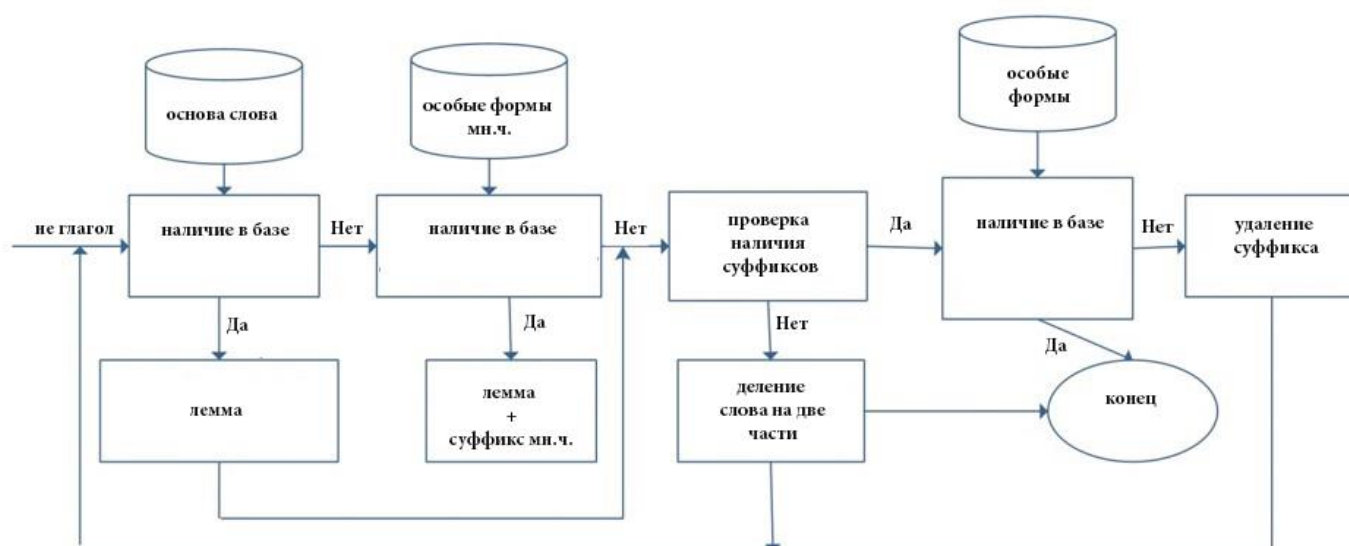 основа слова
особые формы
мн.ч.
особые
формы
не глагол
наличие в базе
Нет
наличие в базе
Нет
проверка
наличия
суффиксов
Да
наличие в базе
Нет
удаление
суффикса
Да
Да
Нет
Да
лемма
лемма
+
суффикс мн.ч.
деление
слова на две
части
конец